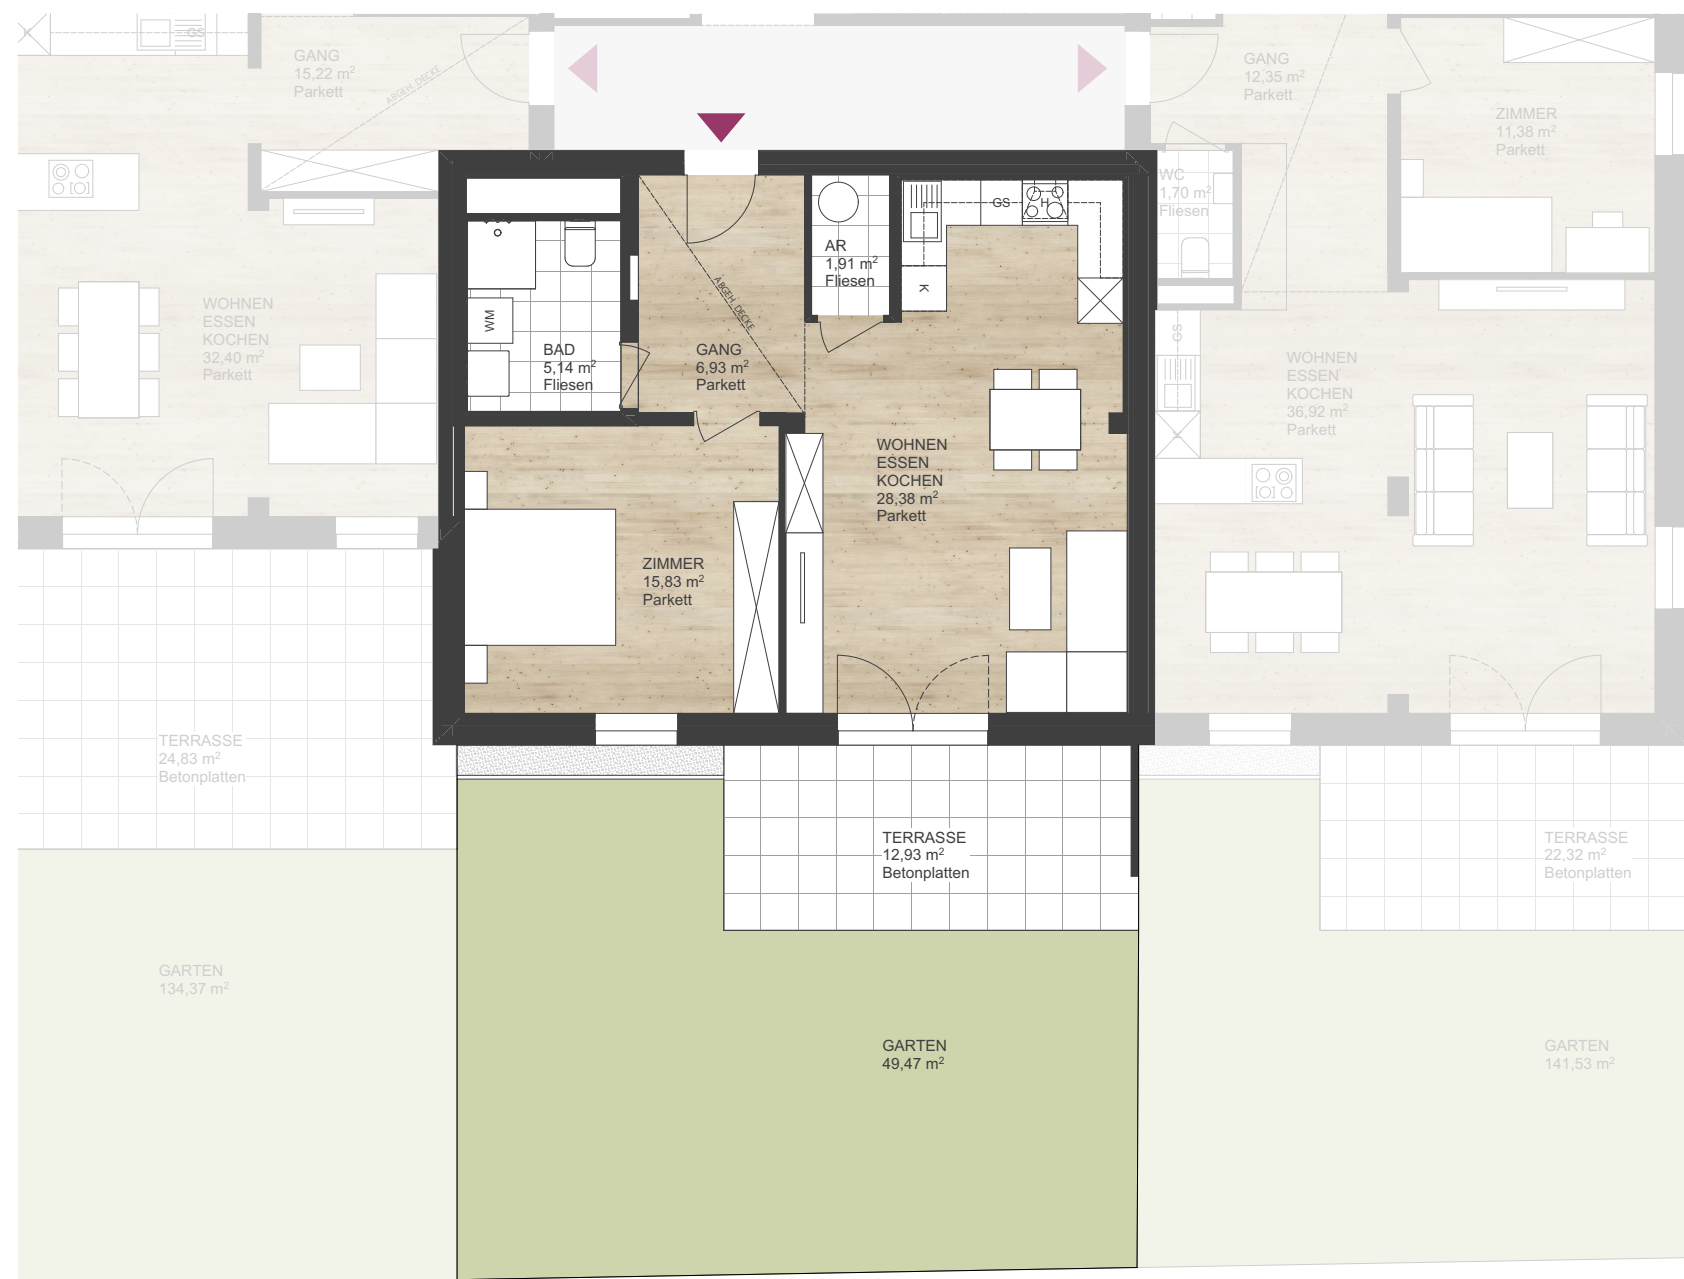 GS
GANG
15,22 m²
Parkett
ABGEH. DECKE
GANG
12,35 m²
Parkett
ZIMMER
11,38 m²
Parkett
WC
1,70 m²
Fliesen
WOHNEN
ESSEN
KOCHEN
32,40 m²
Parkett
WM
BAD
5,14 m²
Fliesen
ABGEH. DECKE
GANG
6,93 m²
Parkett
AR
1,91 m²
Fliesen
GS
H
K
WOHNEN
ESSEN
KOCHEN
28,38 m²
Parkett
ZIMMER
15,83 m²
Parkett
GS
K
WOHNEN
ESSEN
KOCHEN
36,92 m²
Parkett
TERRASSE
24,83 m²
Betonplatten
TERRASSE
12,93 m²
Betonplatten
TERRASSE
22,32 m²
Betonplatten
GARTEN
134,37 m²
GARTEN
49,47 m²
GARTEN
141,53 m²